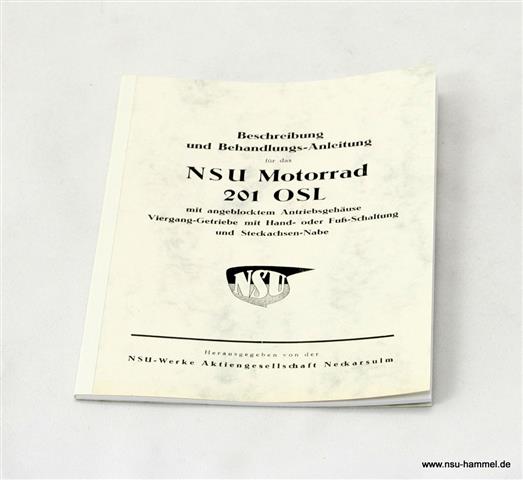 Beschreibung
und Behandlungs-Anleitung
für das
NSU Motorrad
201 OSL
mit angeblocktem Antriebsgehäuse
Viergang-Getriebe mit Hand- oder Fuß-Schaltung
und Steckachsen-Nabe
NSU
Herausgegeben von der
NSU-Werke Aktiengesellschaft Neckarsulm
www.nsu-hammel.de